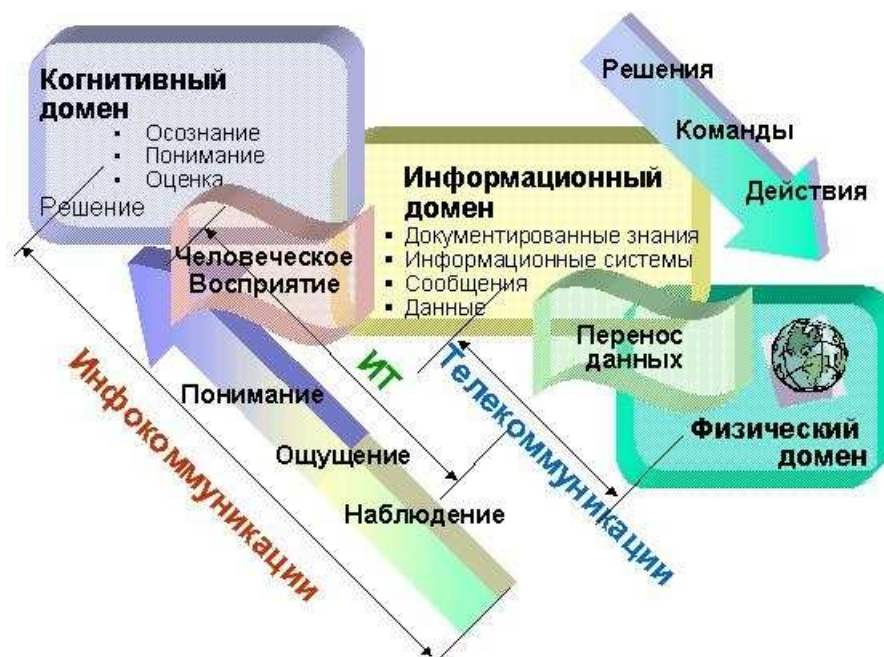 Когнитивный
домен
▪ Осознание
▪ Понимание
▪ Оценка
Решение
Человеческое
Восприятие
Информационный
домен
▪ Документированные знания
▪ Информационные системы
▪ Сообщения
▪ Данные
Решения
Команды
Действия
Перенос
данных
Физический
домен
Понимание
Ощущение
Наблюдение
ИТ
Телекоммуникации
Инфокоммуникации